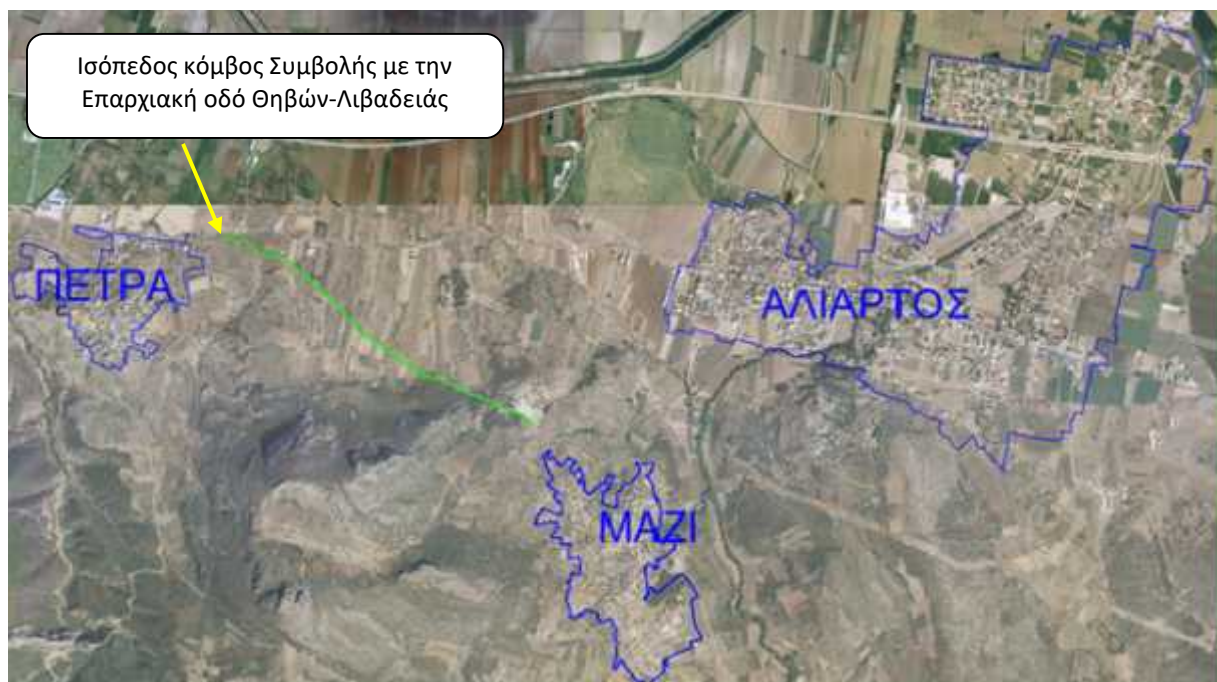 Ισόπεδος κόμβος Συμβολής με την
Επαρχιακή οδό Θηβών-Λιβαδειάς
ΠΕΤΡΑ
ΑΛΙΑΡΤΟΣ
ΜΑΖΙ